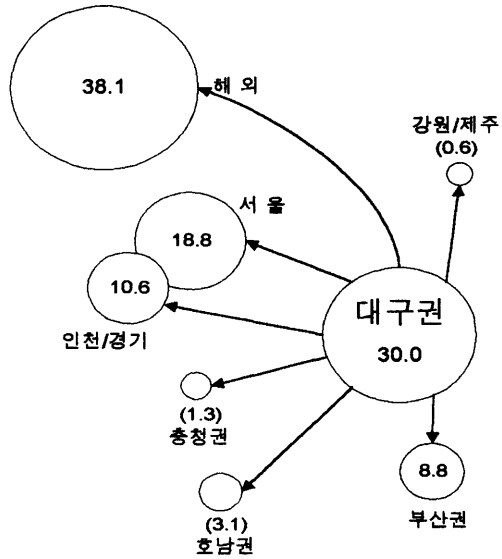 38.1
해 외
강원/제주
(0.6)
서 울
18.8
10.6
인천/경기
대구권
30.0
(1.3)
충청권
8.8
부산권
(3.1)
호남권